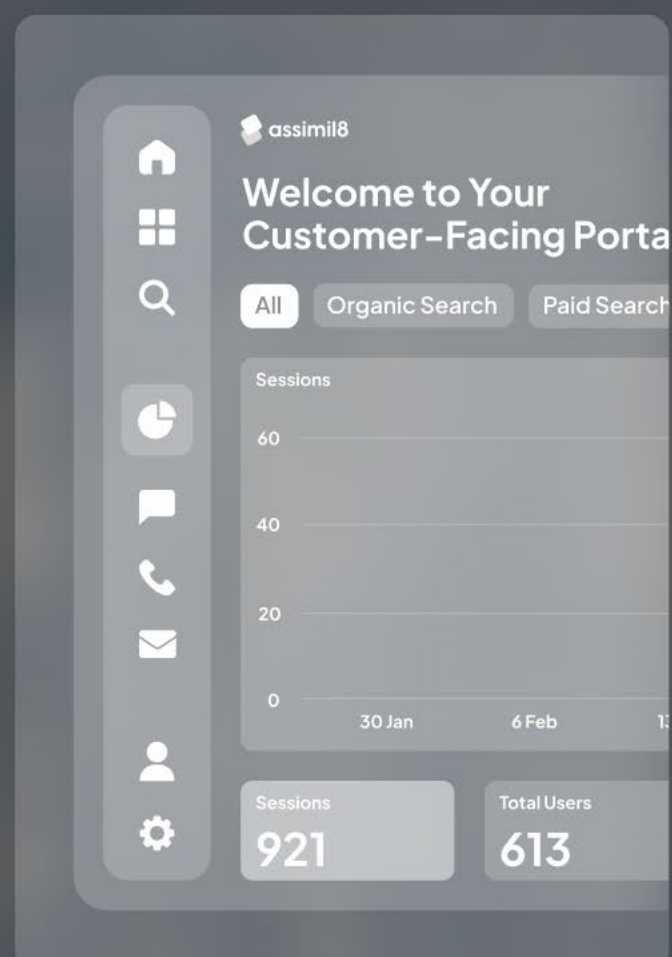 assimil8
Welcome to Your
Customer-Facing Porta
All
Organic Search
Paid Search
Sessions
60
40
20
0
30 Jan
6 Feb
Sessions
921
Total Users
613